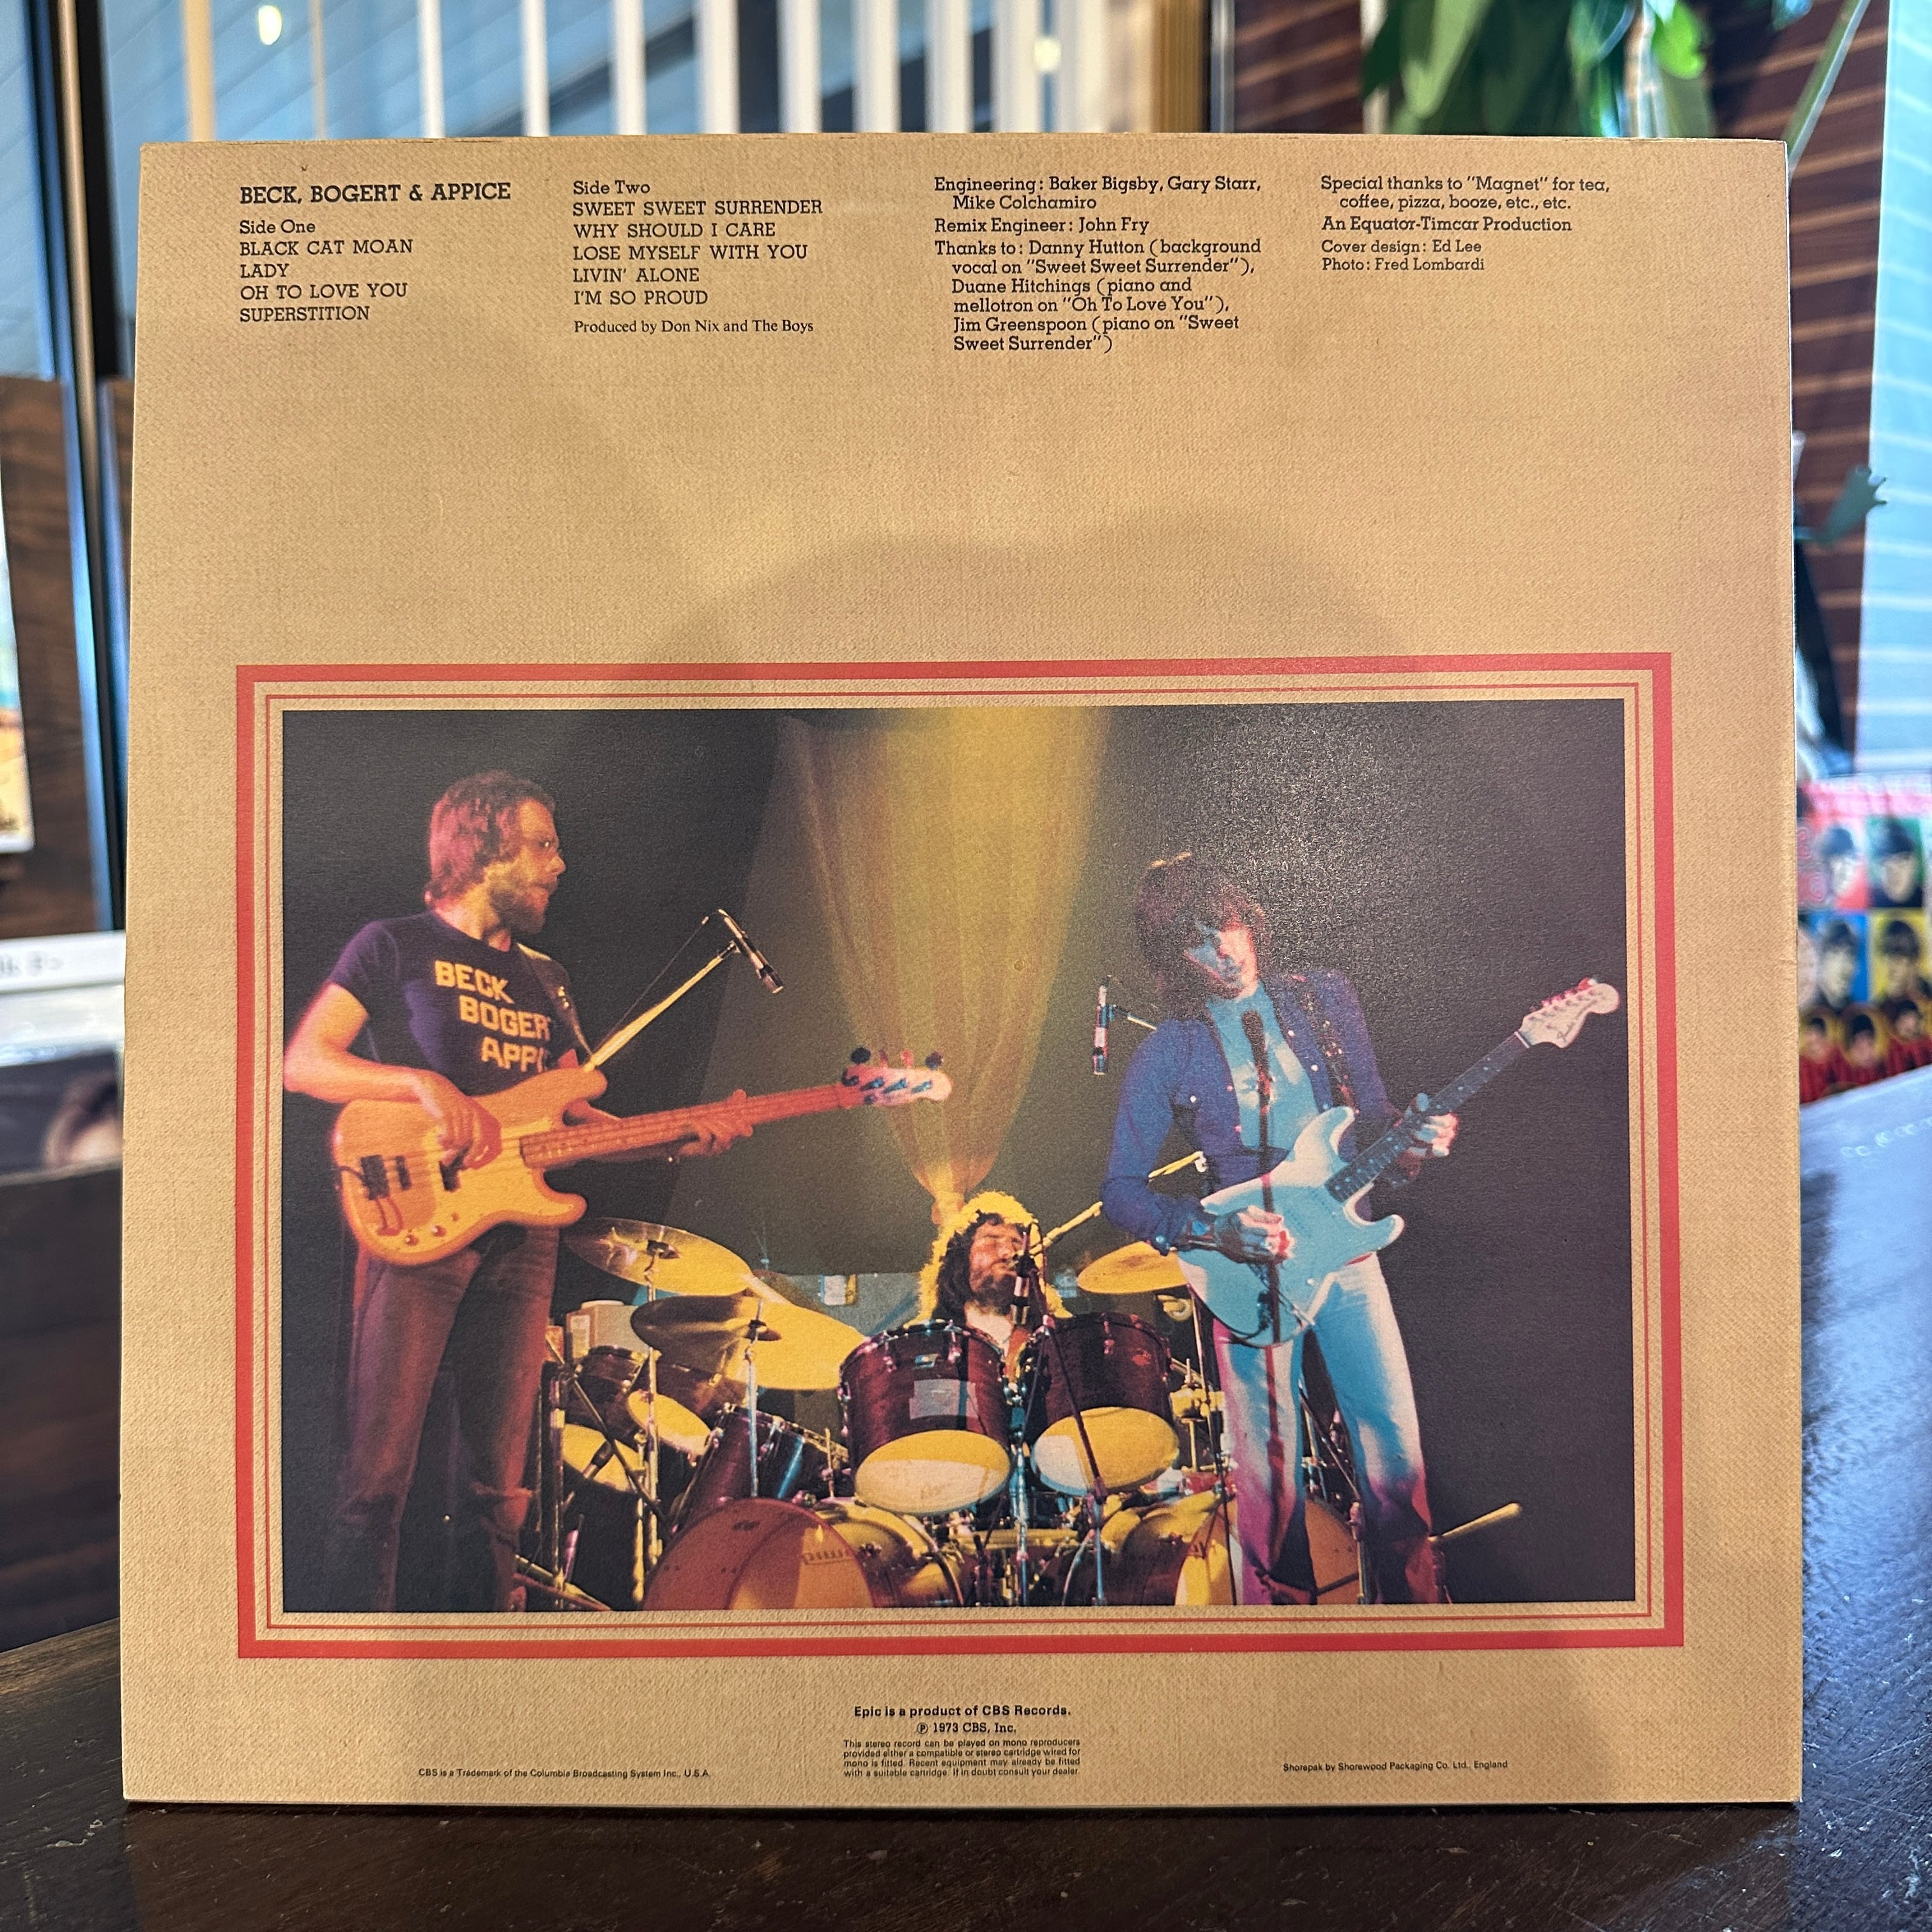 BECK, BOGERT & APPICE
Side One
BLACK CAT MOAN
LADY
OH TO LOVE YOU
SUPERSTITION
Side Two
SWEET SWEET SURRENDER
WHY SHOULD I CARE
LOSE MYSELF WITH YOU
LIVIN' ALONE
I'M SO PROUD
Produced by Don Nix and The Boys
Engineering: Baker Bigsby, Gary Starr,
Mike Colchamiro
Remix Engineer: John Fry
Thanks to: Danny Hutton (background
vocal on "Sweet Sweet Surrender"),
Duane Hitchings (piano and
mellotron on "Oh To Love You"),
Jim Greenspoon (piano on "Sweet
Sweet Surrender")
Special thanks to "Magnet" for tea,
coffee, pizza, booze, etc., etc.
An Equator-Timcar Production
Cover design: Ed Lee
Photo: Fred Lombardi
BECK
BOGERT
APPI
Epic is a product of CBS Records.
℗ 1973 CBS, Inc.
This stereo record can be played on mono reproducers
provided either a compatible or stereo cartridge wired for
mono is fitted. Recent equipment may already be fitted
with a suitable cartridge. If in doubt consult your dealer.
CBS is a Trademark of the Columbia Broadcasting System Inc., U.S.A.
Shorepak by Shorewood Packaging Co. Ltd., England